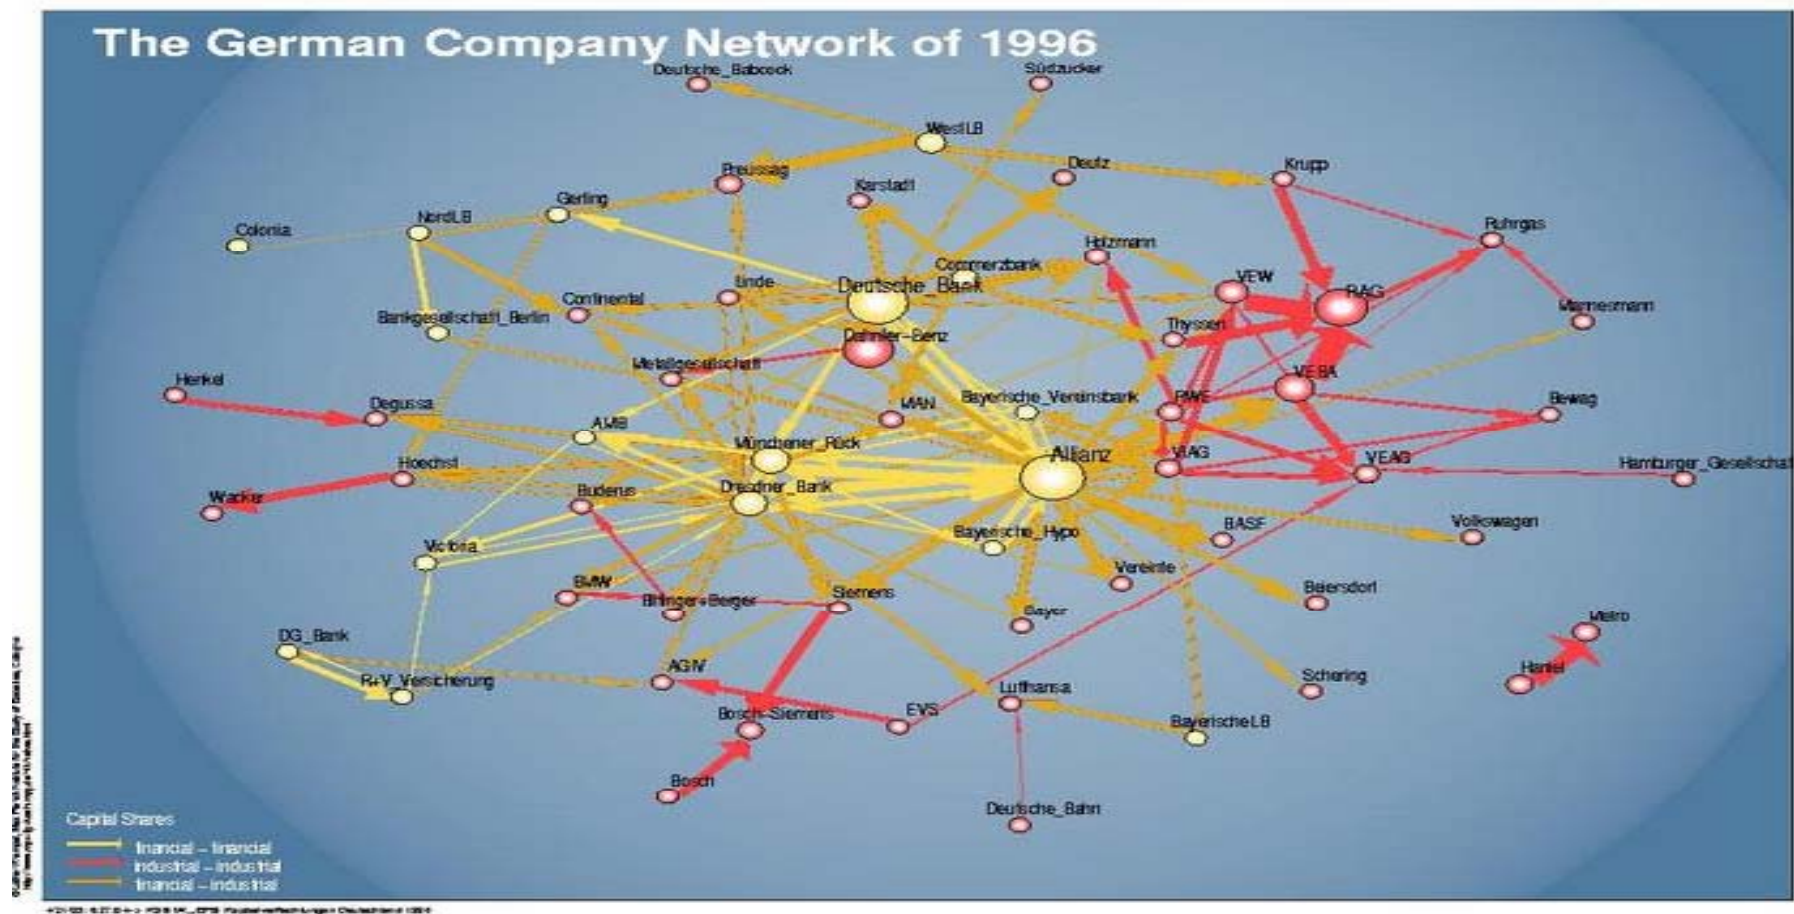 The German Company Network of 1996
Deutsche_Babcock
Südzucker
WestLB
Preussag
Deutz
Krupp
Karstadt
Gerling
NordLB
Colonia
Ruhrgas
Holzmann
Commerzbank
VEW
Linde
Deutsche_Bank
RAG
Continental
Mannesmann
Bankgesellschaft_Berlin
Thyssen
Daimler-Benz
Metallgesellschaft
VEBA
Henkel
Degussa
MAN
Bayerische_Vereinsbank
RWE
Bewag
AMB
Münchener_Rück
Allianz
VIAG
VEAG
Hoechst
Hamburger_Gesellschaf
Dresdner_Bank
Buderus
Wacker
BASF
Volkswagen
Bayerische_Hypo
Victoria
Vereinte
BMW
Bilfinger+Berger
Siemens
Beiersdorf
Bayer
Metro
DG_Bank
AGIV
R+V_Versicherung
Haniel
Schering
Lufthansa
EVS
Bosch-Siemens
BayerischeLB
Bosch
Deutsche_Bahn
Capital Shares
financial - financial
industrial - industrial
financial - industrial